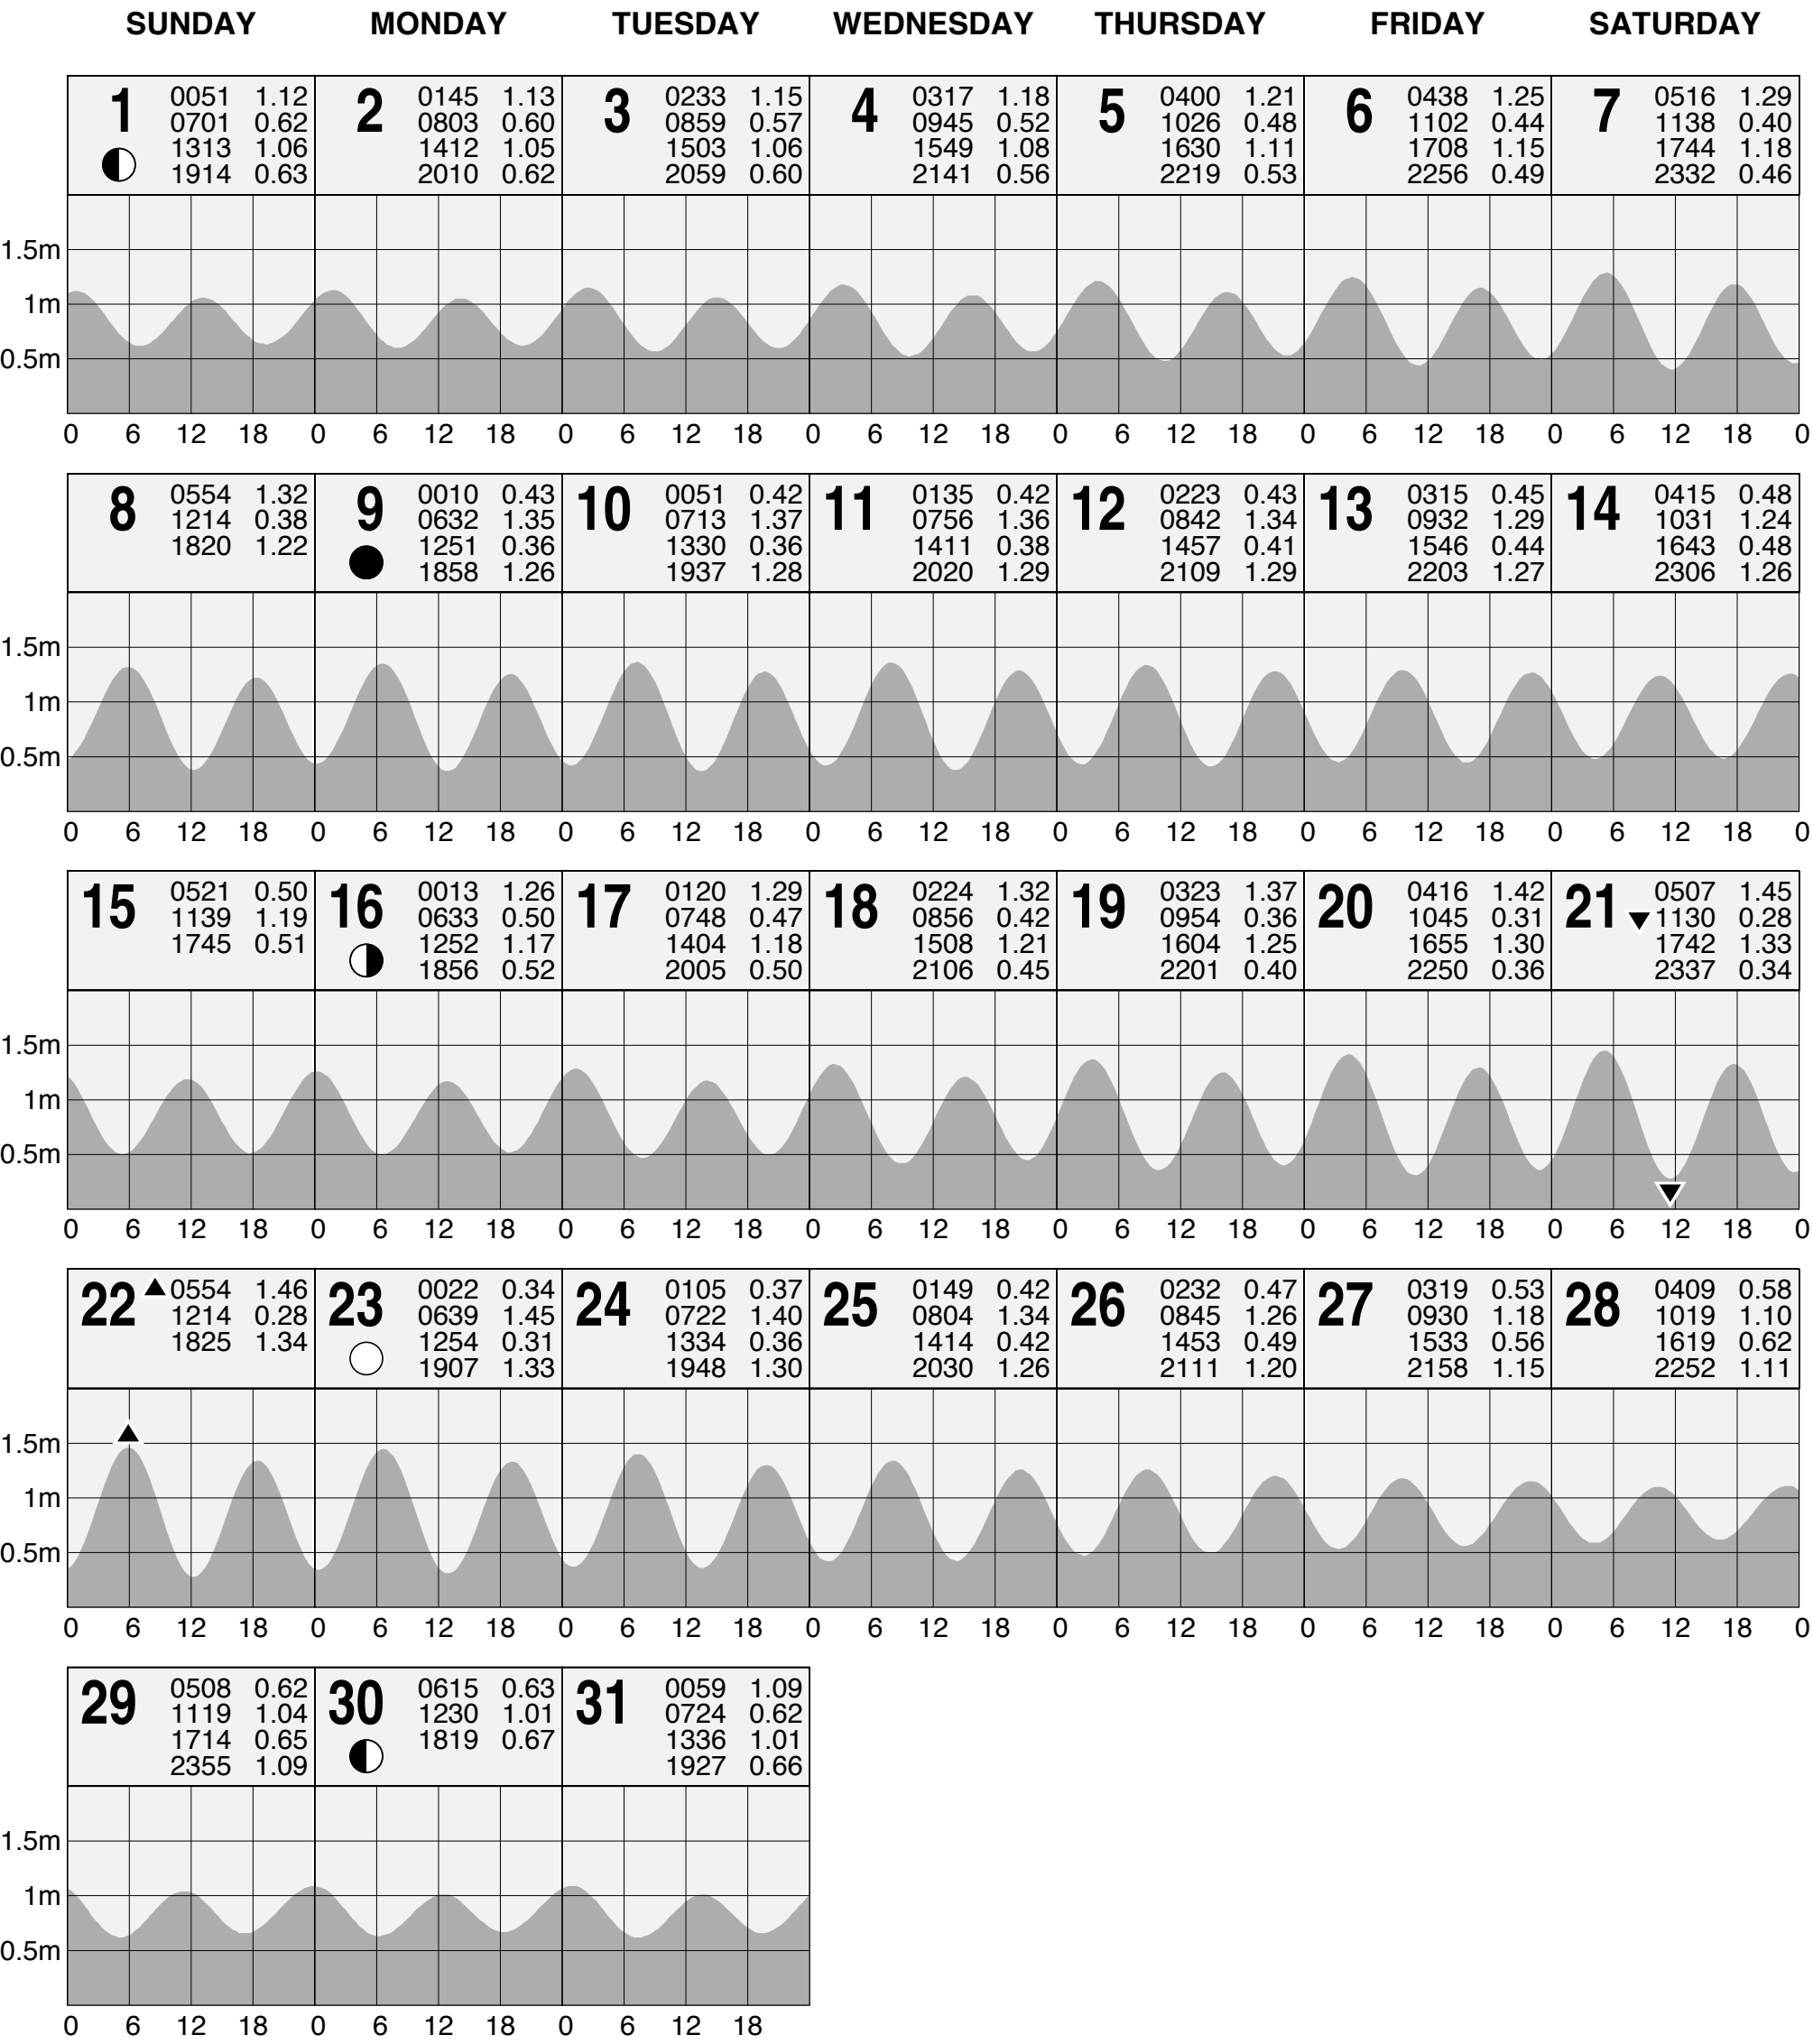 SUNDAY MONDAY TUESDAY WEDNESDAY THURSDAY FRIDAY SATURDAY
1 0051 1.12
0701 0.62
1313 1.06
1914 0.63
2 0145 1.13
0803 0.60
1412 1.05
2010 0.62
3 0233 1.15
0859 0.57
1503 1.06
2059 0.60
4 0317 1.18
0945 0.52
1549 1.08
2141 0.56
5 0400 1.21
1026 0.48
1630 1.11
2219 0.53
6 0438 1.25
1102 0.44
1708 1.15
2256 0.49
7 0516 1.29
1138 0.40
1744 1.18
2332 0.46
1.5m
1m
0.5m
0 6 12 18 0 6 12 18 0 6 12 18 0 6 12 18 0 6 12 18 0 6 12 18 0 6 12 18 0
8 0554 1.32
1214 0.38
1820 1.22
9 0010 0.43
0632 1.35
1251 0.36
1858 1.26
10 0051 0.42
0713 1.37
1330 0.36
1937 1.28
11 0135 0.42
0756 1.36
1411 0.38
2020 1.29
12 0223 0.43
0842 1.34
1457 0.41
2109 1.29
13 0315 0.45
0932 1.29
1546 0.44
2203 1.27
14 0415 0.48
1031 1.24
1643 0.48
2306 1.26
1.5m
1m
0.5m
0 6 12 18 0 6 12 18 0 6 12 18 0 6 12 18 0 6 12 18 0 6 12 18 0 6 12 18 0
15 0521 0.50
1139 1.19
1745 0.51
16 0013 1.26
0633 0.50
1252 1.17
1856 0.52
17 0120 1.29
0748 0.47
1404 1.18
2005 0.50
18 0224 1.32
0856 0.42
1508 1.21
2106 0.45
19 0323 1.37
0954 0.36
1604 1.25
2201 0.40
20 0416 1.42
1045 0.31
1655 1.30
2250 0.36
21 0507 1.45
▼1130 0.28
1742 1.33
2337 0.34
1.5m
1m
0.5m
0 6 12 18 0 6 12 18 0 6 12 18 0 6 12 18 0 6 12 18 0 6 12 18 0 6 12 18 0
22 ▲0554 1.46
1214 0.28
1825 1.34
23 0022 0.34
0639 1.45
1254 0.31
1907 1.33
24 0105 0.37
0722 1.40
1334 0.36
1948 1.30
25 0149 0.42
0804 1.34
1414 0.42
2030 1.26
26 0232 0.47
0845 1.26
1453 0.49
2111 1.20
27 0319 0.53
0930 1.18
1533 0.56
2158 1.15
28 0409 0.58
1019 1.10
1619 0.62
2252 1.11
1.5m
1m
0.5m
0 6 12 18 0 6 12 18 0 6 12 18 0 6 12 18 0 6 12 18 0 6 12 18 0 6 12 18 0
29 0508 0.62
1119 1.04
1714 0.65
2355 1.09
30 0615 0.63
1230 1.01
1819 0.67
31 0059 1.09
0724 0.62
1336 1.01
1927 0.66
1.5m
1m
0.5m
0 6 12 18 0 6 12 18 0 6 12 18